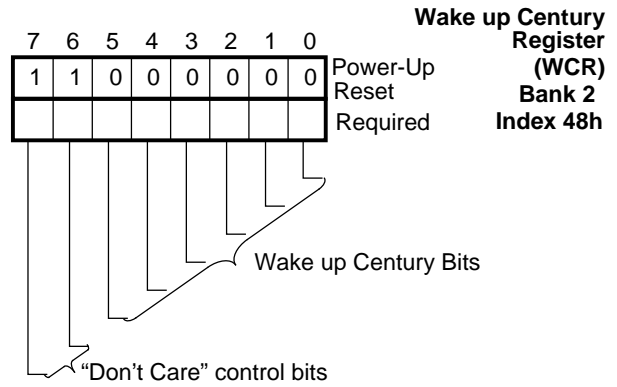 Wake up Century
Register
(WCR)
Bank 2
Index 48h
7 6 5 4 3 2 1 0
1 1 0 0 0 0 0 0
Power-Up
Reset
Required
Wake up Century Bits
“Don’t Care” control bits